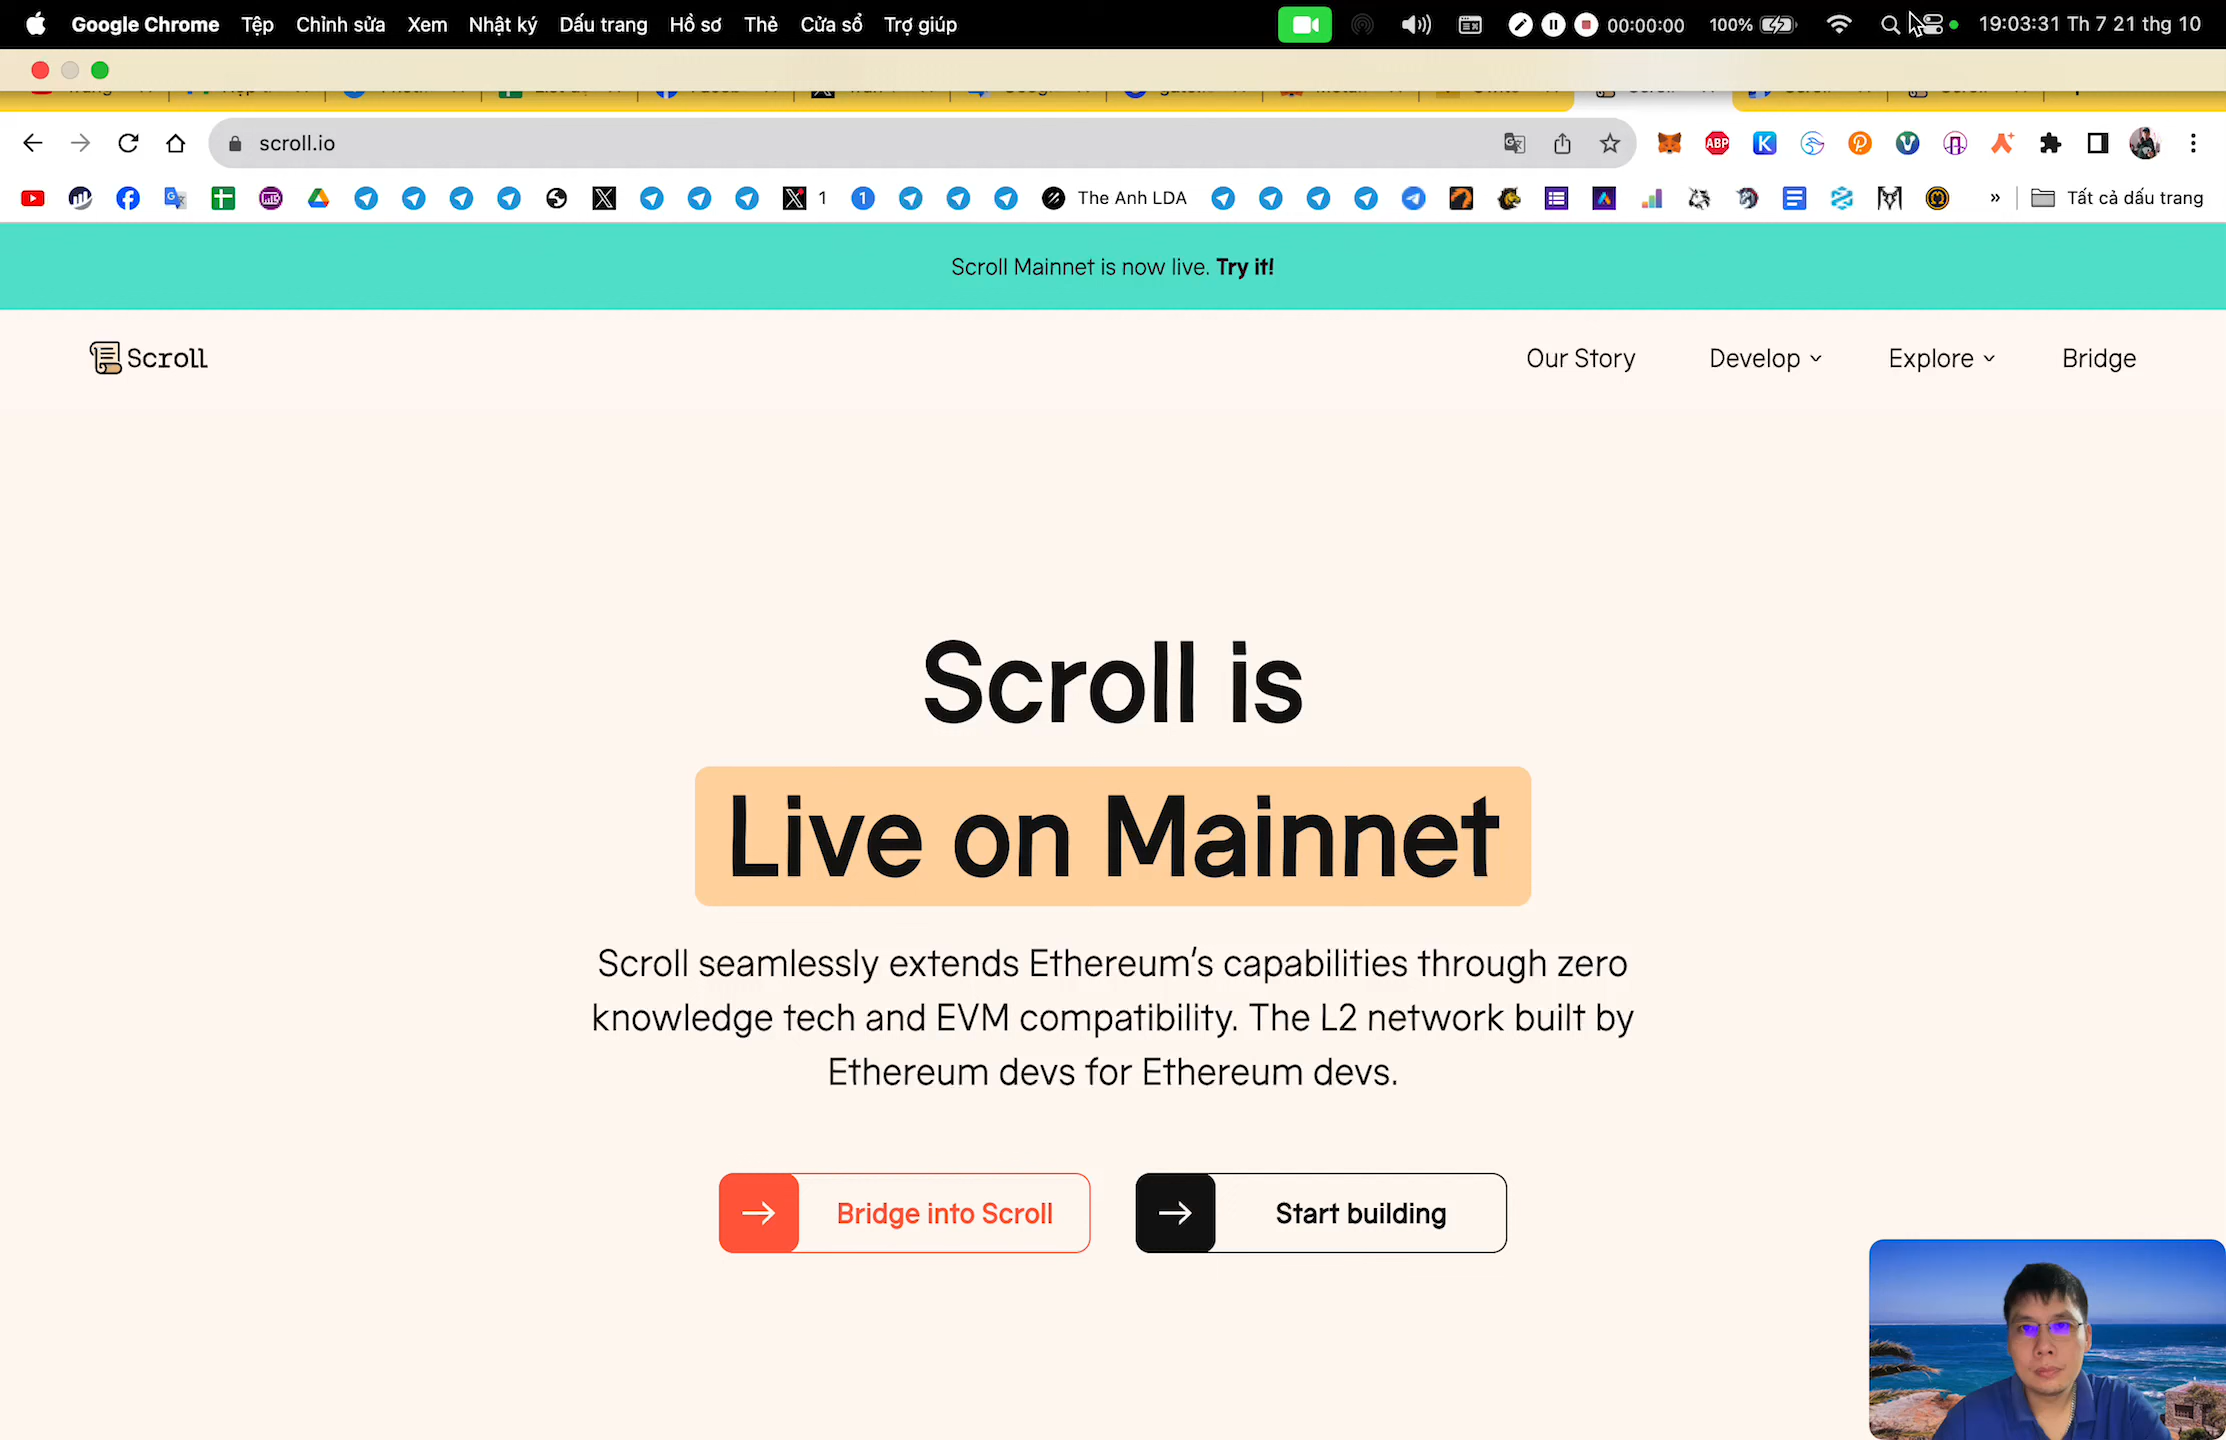 Google Chrome Tệp Chỉnh sửa Xem Nhật ký Dấu trang Hồ sơ Thẻ Cửa sổ Trợ giúp 00:00:00 100% 19:03:31 Th 7 21 thg 10
scroll.io ABP K
1 1 The Anh LDA » Tất cả dấu trang
Scroll Mainnet is now live. Try it!
Scroll Our Story Develop Explore Bridge
Scroll is
Live on Mainnet
Scroll seamlessly extends Ethereum's capabilities through zero
knowledge tech and EVM compatibility. The L2 network built by
Ethereum devs for Ethereum devs.
Bridge into Scroll Start building